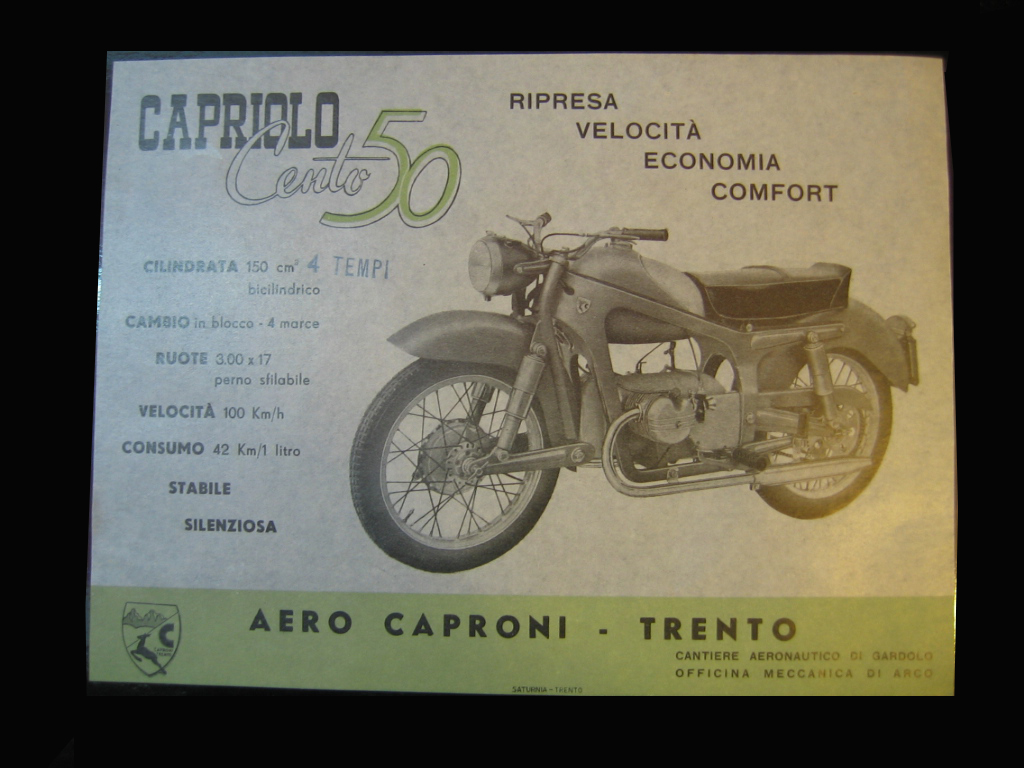 CAPRIOLO
Cento 50
RIPRESA
VELOCITÀ
ECONOMIA
COMFORT
CILINDRATA 150 cm³ 4 TEMPI
bicilindrico
CAMBIO in blocco - 4 marce
RUOTE 3.00 x 17
perno sfilabile
VELOCITÀ 100 Km/h
CONSUMO 42 Km/1 litro
STABILE
SILENZIOSA
C
AERO CAPRONI - TRENTO
CANTIERE AERONAUTICO DI GARDOLO
OFFICINA MECCANICA DI ARCO
SATURNIA - TRENTO